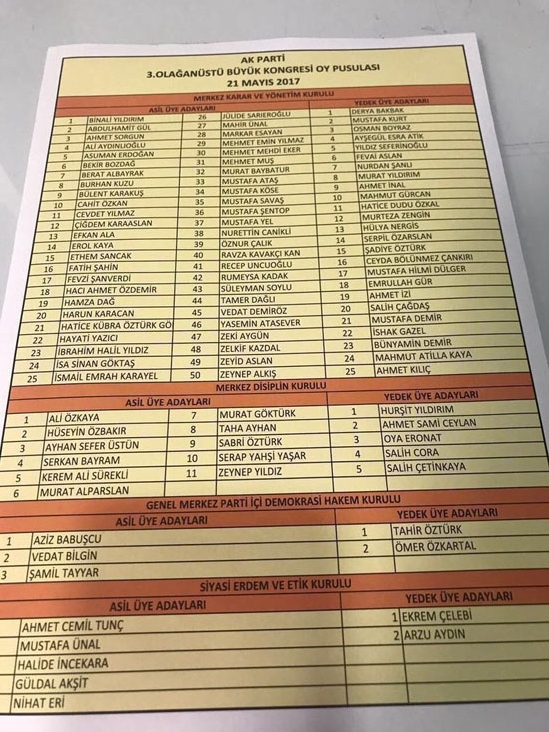 AK PARTİ
3.OLAĞANÜSTÜ BÜYÜK KONGRESİ OY PUSULASI
21 MAYIS 2017
MERKEZ KARAR VE YÖNETİM KURULU
ASİL ÜYE ADAYLARI YEDEK ÜYE ADAYLARI
1 BİNALİ YILDIRIM 26 JÜLİDE SARIEROĞLU 1 DERYA BAKBAK
2 ABDULHAMİT GÜL 27 MAHİR ÜNAL 2 MUSTAFA KURT
3 AHMET SORGUN 28 MARKAR ESAYAN 3 OSMAN BOYRAZ
4 ALİ AYDINLIOĞLU 29 MEHMET EMİN YILMAZ 4 AYŞEGÜL ESRA ATİK
5 ASUMAN ERDOĞAN 30 MEHMET MEHDİ EKER 5 YILDIZ SEFERİNOĞLU
6 BEKİR BOZDAĞ 31 MEHMET MUŞ 6 FEVAİ ASLAN
7 BERAT ALBAYRAK 32 MURAT BAYBATUR 7 NURDAN ŞANLI
8 BURHAN KUZU 33 MUSTAFA ATAŞ 8 MURAT YILDIRIM
9 BÜLENT KARAKUŞ 34 MUSTAFA KÖSE 9 AHMET İNAL
10 CAHİT ÖZKAN 35 MUSTAFA SAVAŞ 10 MAHMUT GÜRCAN
11 CEVDET YILMAZ 36 MUSTAFA ŞENTOP 11 HATİCE DUDU ÖZKAL
12 ÇİĞDEM KARAASLAN 37 MUSTAFA YEL 12 MURTEZA ZENGİN
13 EFKAN ALA 38 NURETTİN CANİKLİ 13 HÜLYA NERGİS
14 EROL KAYA 39 ÖZNUR ÇALIK 14 SERPİL ÖZARSLAN
15 ETHEM SANCAK 40 RAVZA KAVAKÇI KAN 15 ŞADİYE ÖZTÜRK
16 FATİH ŞAHİN 41 RECEP UNCUOĞLU 16 CEYDA BÖLÜNMEZ ÇANKIRI
17 FEVZİ ŞANVERDİ 42 RUMEYSA KADAK 17 MUSTAFA HİLMİ DÜLGER
18 HACI AHMET ÖZDEMİR 43 SÜLEYMAN SOYLU 18 EMRULLAH GÜR
19 HAMZA DAĞ 44 TAMER DAĞLI 19 AHMET İZİ
20 HARUN KARACAN 45 VEDAT DEMİRÖZ 20 SALİH ÇAĞDAŞ
21 HATİCE KÜBRA ÖZTÜRK GÖ 46 YASEMİN ATASEVER 21 MUSTAFA DEMİR
22 HAYATİ YAZICI 47 ZEKİ AYGÜN 22 İSHAK GAZEL
23 İBRAHİM HALİL YILDIZ 48 ZELKİF KAZDAL 23 BÜNYAMİN DEMİR
24 İSA SİNAN GÖKTAŞ 49 ZEYİD ASLAN 24 MAHMUT ATİLLA KAYA
25 İSMAİL EMRAH KARAYEL 50 ZEYNEP ALKIŞ 25 AHMET KILIÇ
MERKEZ DİSİPLİN KURULU
ASİL ÜYE ADAYLARI YEDEK ÜYE ADAYLARI
1 ALİ ÖZKAYA 7 MURAT GÖKTÜRK 1 HURŞİT YILDIRIM
2 HÜSEYİN ÖZBAKIR 8 TAHA AYHAN 2 AHMET SAMİ CEYLAN
3 AYHAN SEFER ÜSTÜN 9 SABRİ ÖZTÜRK 3 OYA ERONAT
4 SERKAN BAYRAM 10 SERAP YAHŞİ YAŞAR 4 SALİH CORA
5 KEREM ALİ SÜREKLİ 11 ZEYNEP YILDIZ 5 SALİH ÇETİNKAYA
6 MURAT ALPARSLAN
GENEL MERKEZ PARTİ İÇİ DEMOKRASİ HAKEM KURULU
ASİL ÜYE ADAYLARI YEDEK ÜYE ADAYLARI
1 AZİZ BABUŞCU 1 TAHİR ÖZTÜRK
2 VEDAT BİLGİN 2 ÖMER ÖZKARTAL
3 ŞAMİL TAYYAR
SİYASİ ERDEM VE ETİK KURULU
ASİL ÜYE ADAYLARI YEDEK ÜYE ADAYLARI
AHMET CEMİL TUNÇ 1 EKREM ÇELEBİ
MUSTAFA ÜNAL 2 ARZU AYDIN
HALİDE İNCEKARA
GÜLDAL AKŞİT
NİHAT ERİ